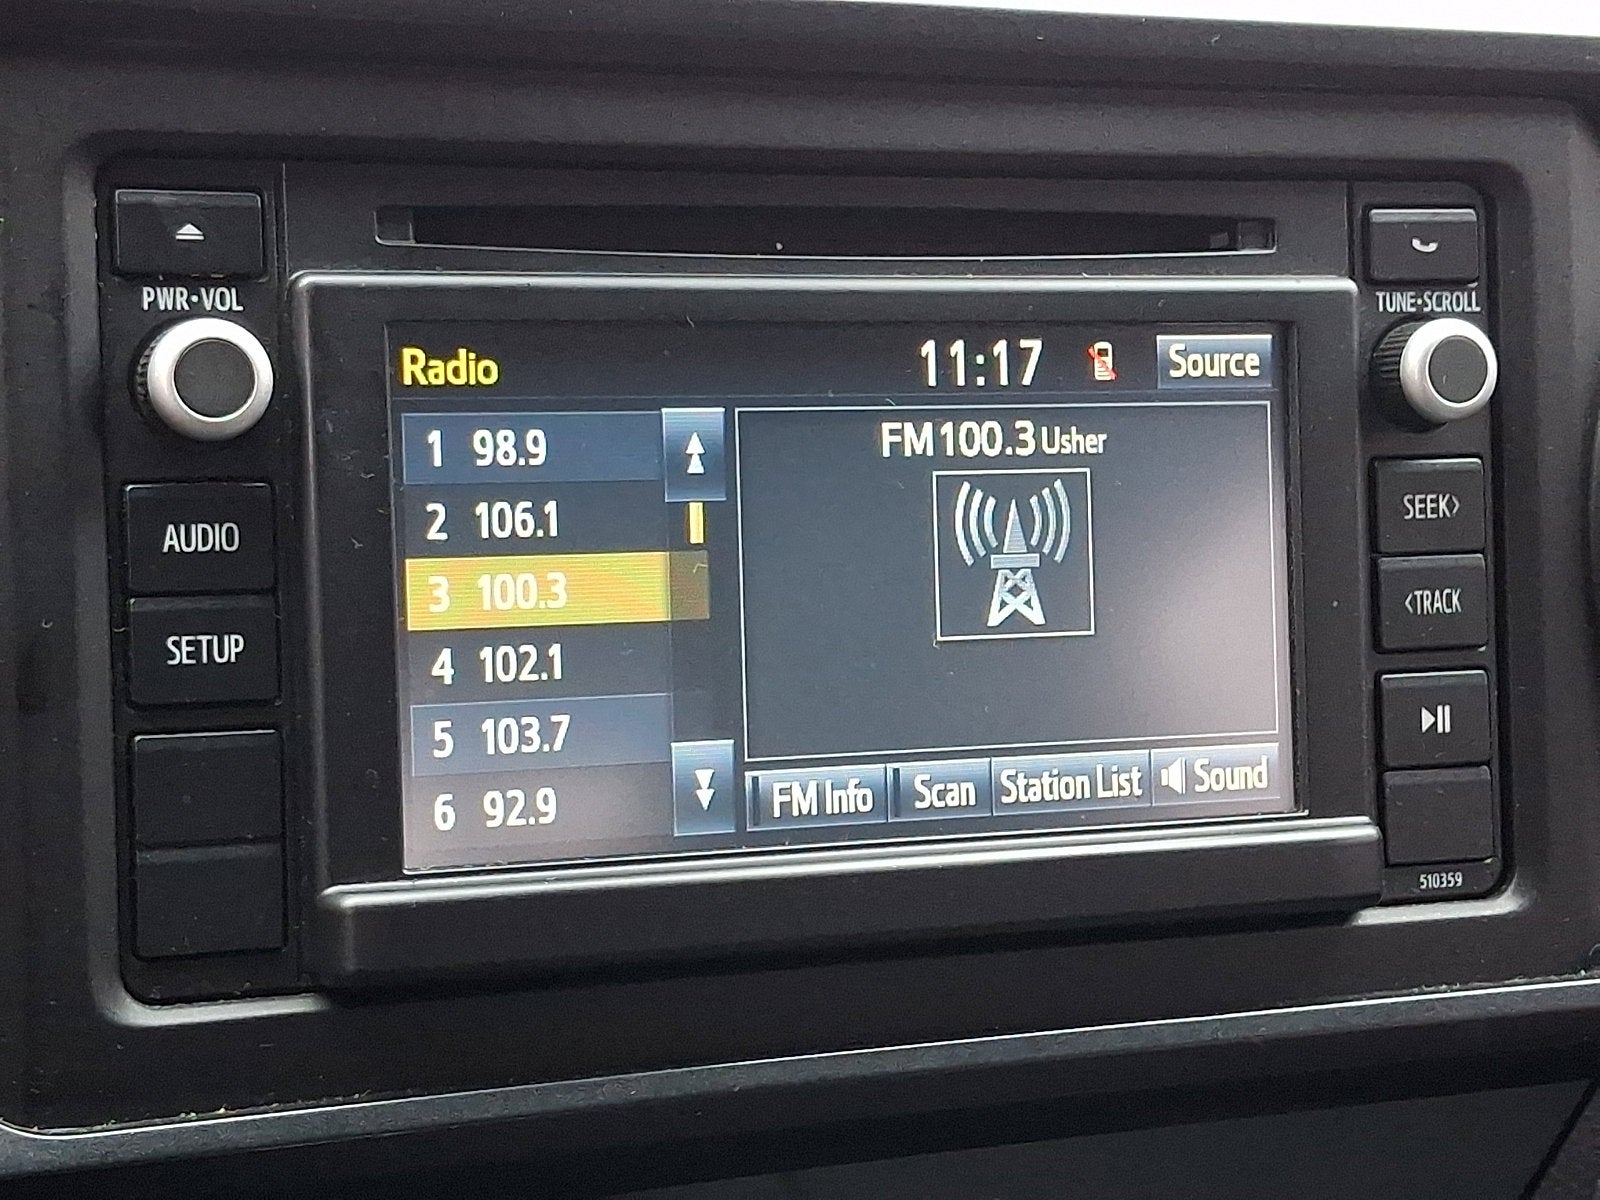 PWR•VOL
TUNE•SCROLL
Radio 11:17 Source
1 98.9
2 106.1
3 100.3
4 102.1
5 103.7
6 92.9
FM100.3 Usher
FM Info Scan Station List Sound
AUDIO
SETUP
SEEK>
<TRACK
510359